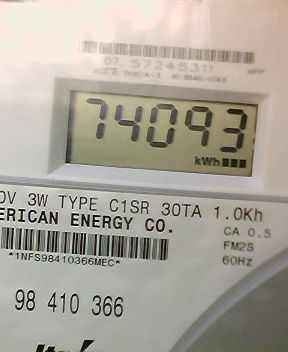 07 57245311
74093
kWh
0V 3W TYPE C1SR 30TA 1.0Kh
ERICAN ENERGY CO.
CA 0.5
FM2S
*1NFS98410366MEC*
60Hz
98 410 366